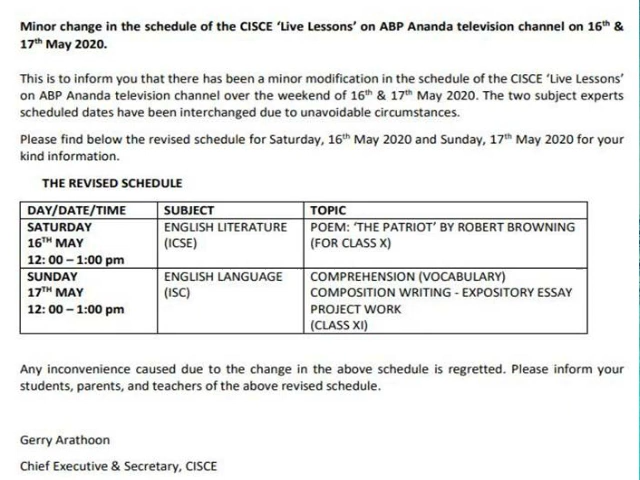 Minor change in the schedule of the CISCE ‘Live Lessons’ on ABP Ananda television channel on 16th &
17th May 2020.
This is to inform you that there has been a minor modification in the schedule of the CISCE ‘Live Lessons’
on ABP Ananda television channel over the weekend of 16th & 17th May 2020. The two subject experts
scheduled dates have been interchanged due to unavoidable circumstances.
Please find below the revised schedule for Saturday, 16th May 2020 and Sunday, 17th May 2020 for your
kind information.
THE REVISED SCHEDULE
DAY/DATE/TIME SUBJECT TOPIC
SATURDAY ENGLISH LITERATURE POEM: ‘THE PATRIOT’ BY ROBERT BROWNING
16TH MAY (ICSE) (FOR CLASS X)
12: 00 – 1:00 pm
SUNDAY ENGLISH LANGUAGE COMPREHENSION (VOCABULARY)
17TH MAY (ISC) COMPOSITION WRITING - EXPOSITORY ESSAY
12: 00 – 1:00 pm PROJECT WORK
(CLASS XI)
Any inconvenience caused due to the change in the above schedule is regretted. Please inform your
students, parents, and teachers of the above revised schedule.
Gerry Arathoon
Chief Executive & Secretary, CISCE